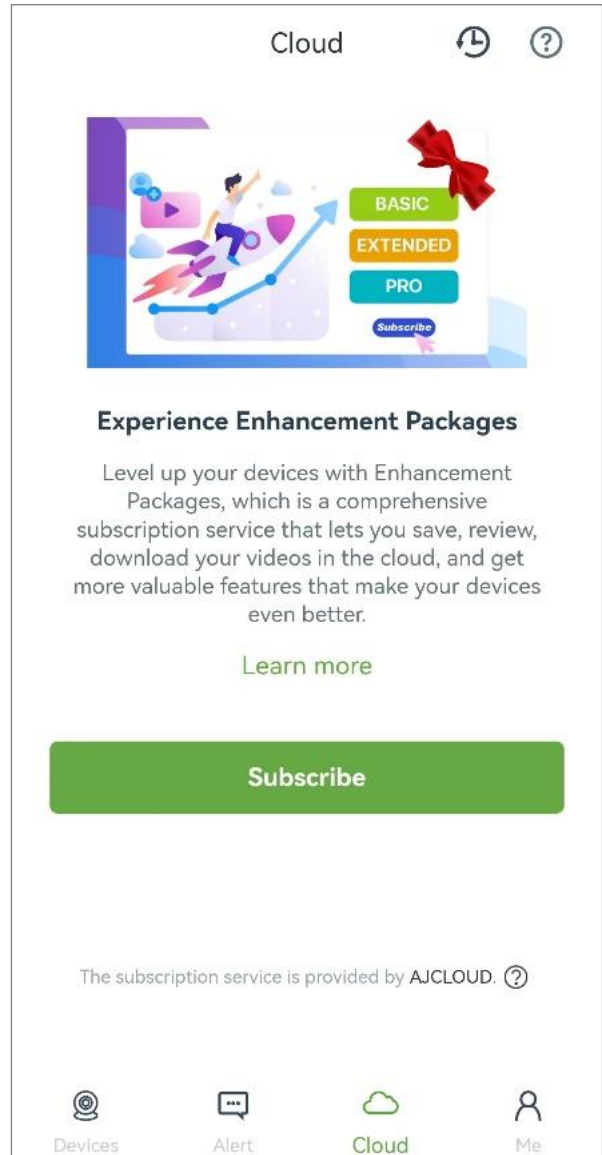 Cloud
BASIC
EXTENDED
PRO
Subscribe
Experience Enhancement Packages
Level up your devices with Enhancement
Packages, which is a comprehensive
subscription service that lets you save, review,
download your videos in the cloud, and get
more valuable features that make your devices
even better.
Learn more
Subscribe
The subscription service is provided by AJCLOUD. ?
Devices Alert Cloud Me